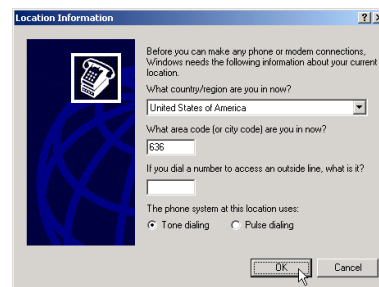 Location Information
Before you can make any phone or modem connections,
Windows needs the following information about your current
location.
What country/region are you in now?
United States of America
What area code (or city code) are you in now?
636
If you dial a number to access an outside line, what is it?
The phone system at this location uses:
Tone dialing
Pulse dialing
OK
Cancel